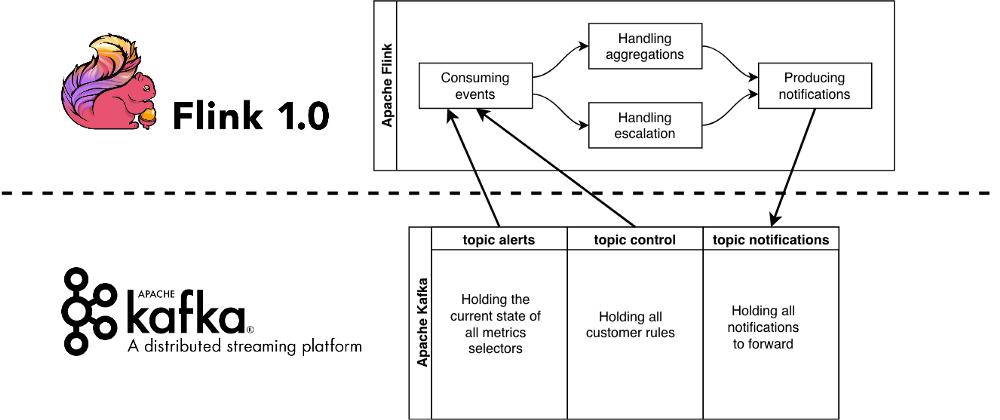 Flink 1.0
Apache Flink
Consuming
events
Handling
aggregations
Handling
escalation
Producing
notifications
APACHE
kafka®
A distributed streaming platform
Apache Kafka
topic alerts
topic control
topic notifications
Holding the
current state of
all metrics
selectors
Holding all
customer rules
Holding all
notifications
to forward